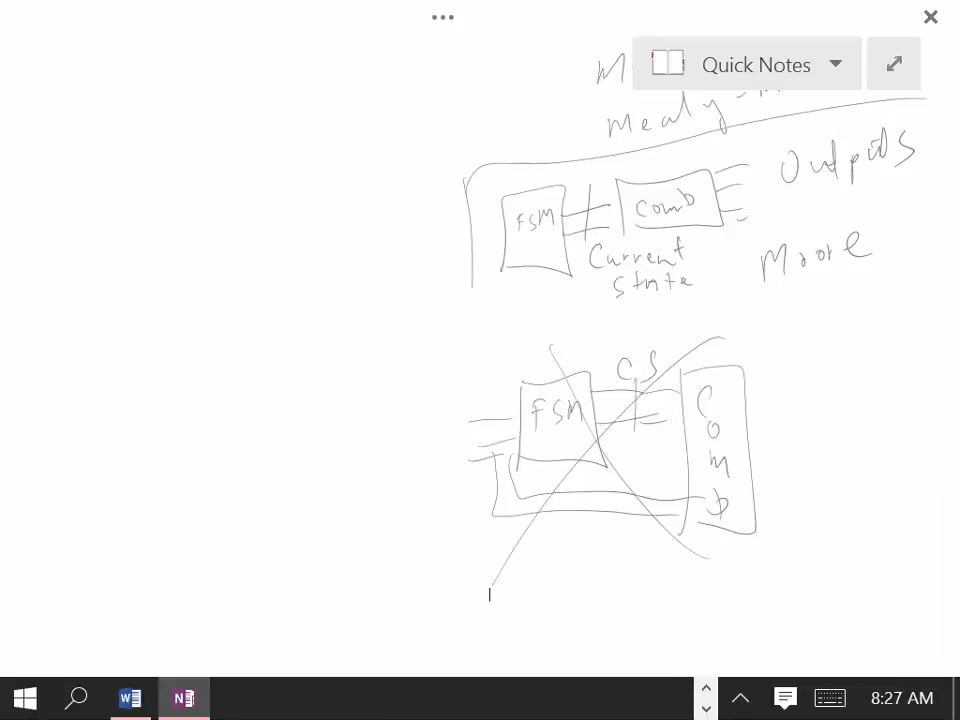 Quick Notes
Mealy -
Outputs
FSM
Comb
Current
State
Moore
CS
FSM
Comb
8:27 AM